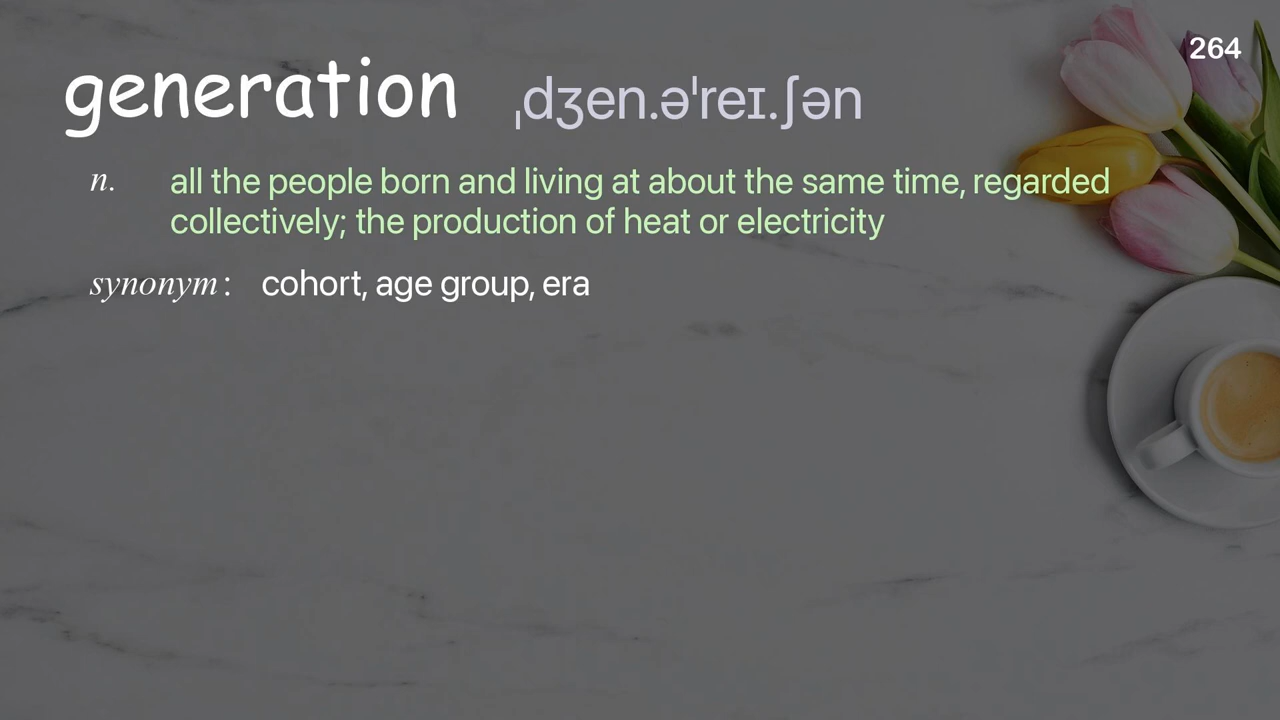 264
generation ˌdʒen.əˈreɪ.ʃən
n. all the people born and living at about the same time, regarded
collectively; the production of heat or electricity
synonym: cohort, age group, era